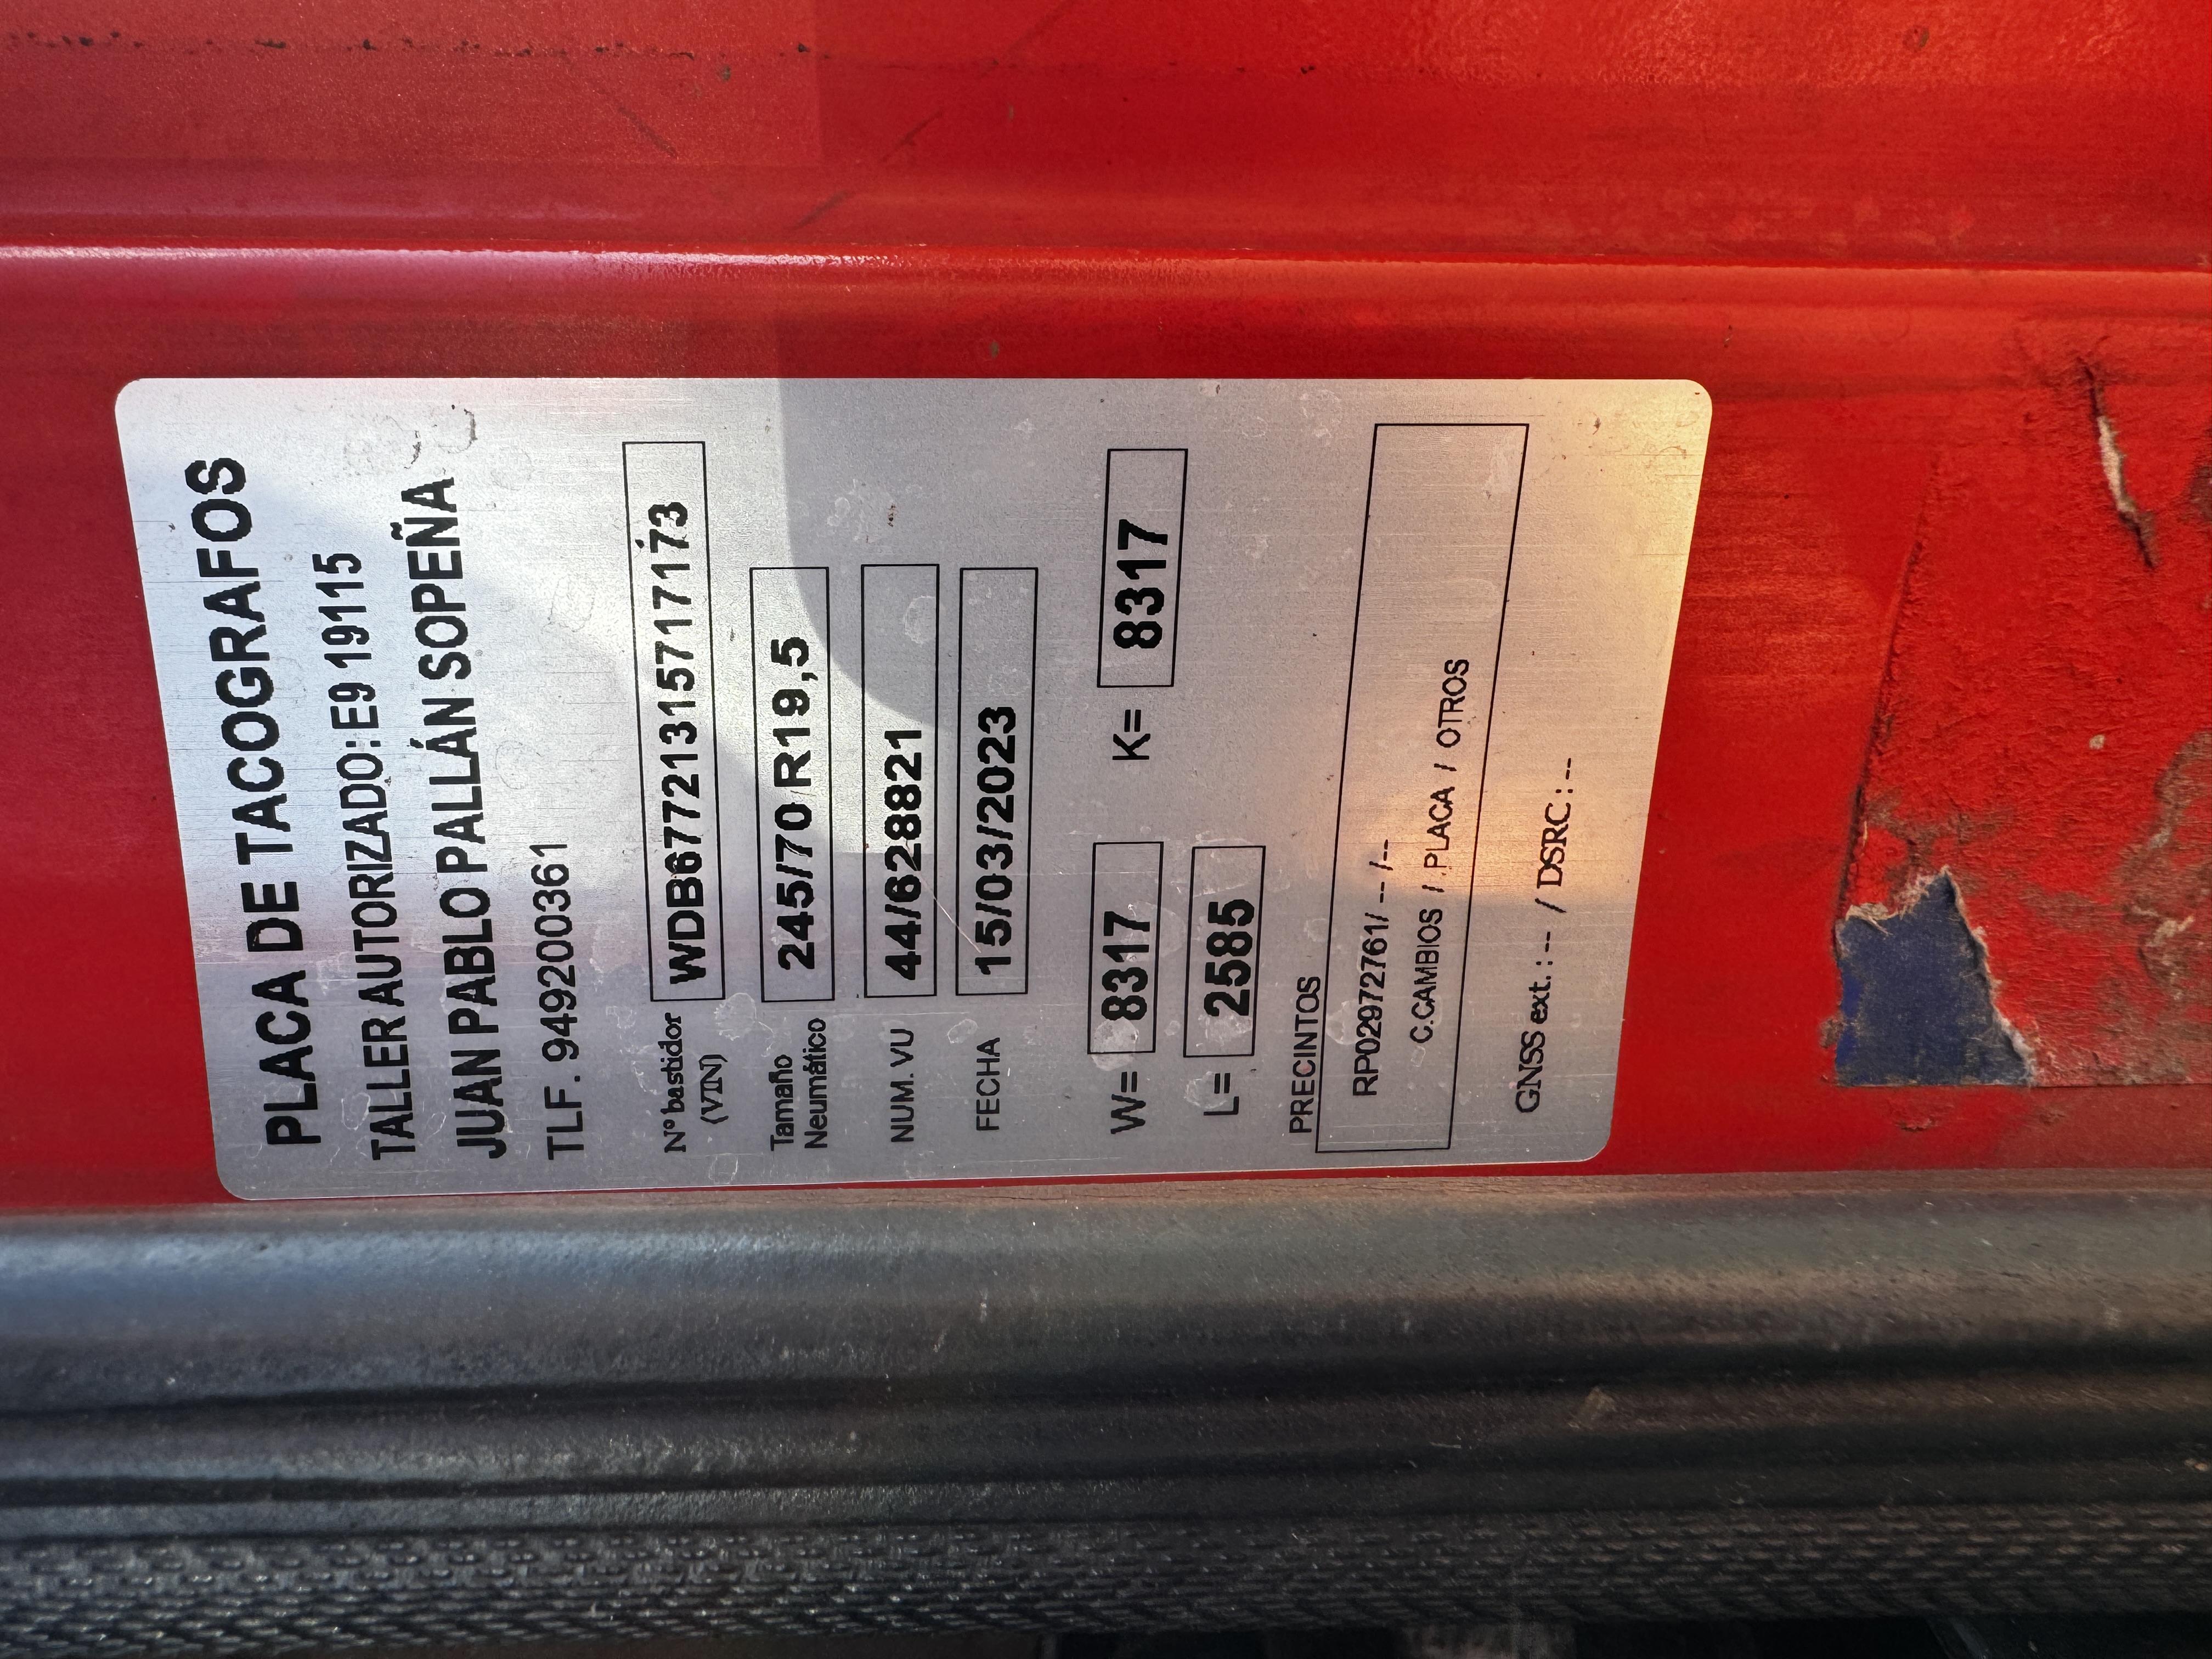 PLACA DE TACOGRAFOS
TALLER AUTORIZADO: E9 19115
JUAN PABLO PALLÁN SOPEÑA
TLF. 949200361
Nº bastidor (VIN) WDB67721315717173
Tamaño Neumático 245/70 R19,5
NUM. VU 44/628821
FECHA 15/03/2023
W= 8317 K= 8317
L= 2585
PRECINTOS
RP02972761/ -- /--
C.CAMBIOS / PLACA / OTROS
GNSS ext. : -- / DSRC : --